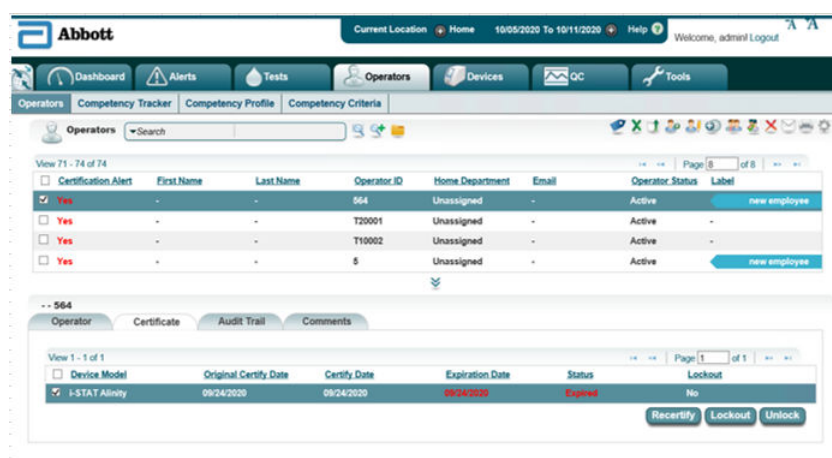 Abbott
Current Location Home 10/05/2020 To 10/11/2020 Help ? Welcome, admin! Logout A A
Dashboard Alerts Tests Operators Devices QC Tools
Operators Competency Tracker Competency Profile Competency Criteria
Operators Search
View 71 - 74 of 74 Page 8 of 8
Certification Alert First Name Last Name Operator ID Home Department Email Operator Status Label
Yes - - 564 Unassigned - Active new employee
Yes - - T20001 Unassigned - Active -
Yes - - T10002 Unassigned - Active -
Yes - - 5 Unassigned - Active new employee
- - 564
Operator Certificate Audit Trail Comments
View 1 - 1 of 1 Page 1 of 1
Device Model Original Certify Date Certify Date Expiration Date Status Lockout
i-STAT Alinity 09/24/2020 09/24/2020 09/24/2020 Expired No
Recertify Lockout Unlock